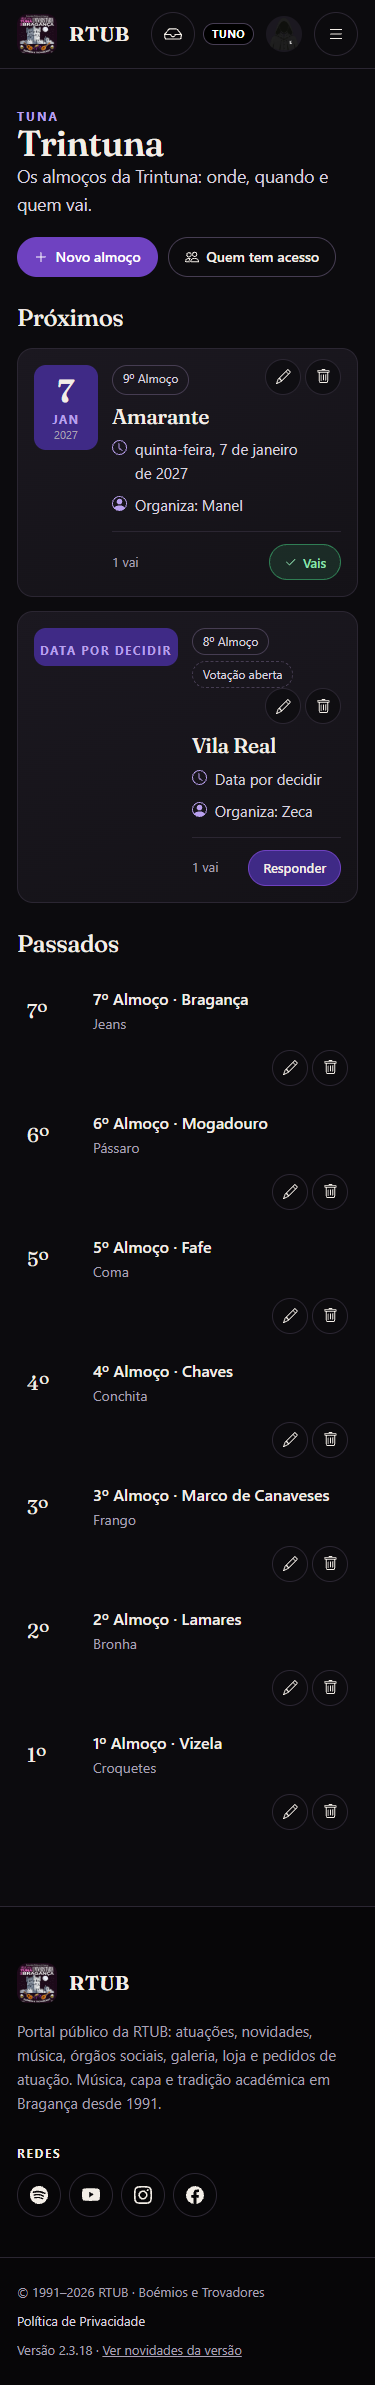 RTUB
TUNO
TUNA
Trintuna
Os almoços da Trintuna: onde, quando e
quem vai.
Novo almoço
Quem tem acesso
Próximos
7
JAN
2027
9º Almoço
Amarante
quinta-feira, 7 de janeiro
de 2027
Organiza: Manel
1 vai
Vais
DATA POR DECIDIR
8º Almoço
Votação aberta
Vila Real
Data por decidir
Organiza: Zeca
1 vai
Responder
Passados
7º
7º Almoço · Bragança
Jeans
6º
6º Almoço · Mogadouro
Pássaro
5º
5º Almoço · Fafe
Coma
4º
4º Almoço · Chaves
Conchita
3º
3º Almoço · Marco de Canaveses
Frango
2º
2º Almoço · Lamares
Bronha
1º
1º Almoço · Vizela
Croquetes
RTUB
Portal público da RTUB: atuações, novidades,
música, órgãos sociais, galeria, loja e pedidos de
atuação. Música, capa e tradição académica em
Bragança desde 1991.
REDES
© 1991–2026 RTUB · Boémios e Trovadores
Política de Privacidade
Versão 2.3.18 · Ver novidades da versão